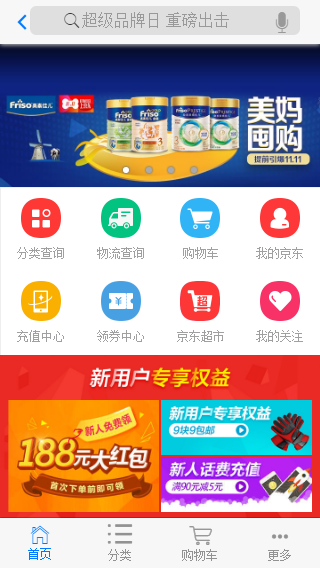 超级品牌日 重磅出击
Friso 美素佳儿
美妈
囤购
提前引爆11.11
分类查询
物流查询
购物车
我的京东
充值中心
领券中心
京东超市
我的关注
新用户专享权益
新人免费领
188元大红包
首次下单前即可领
新用户专享权益
9块9包邮
新人话费充值
满90元减5元
首页
分类
购物车
更多